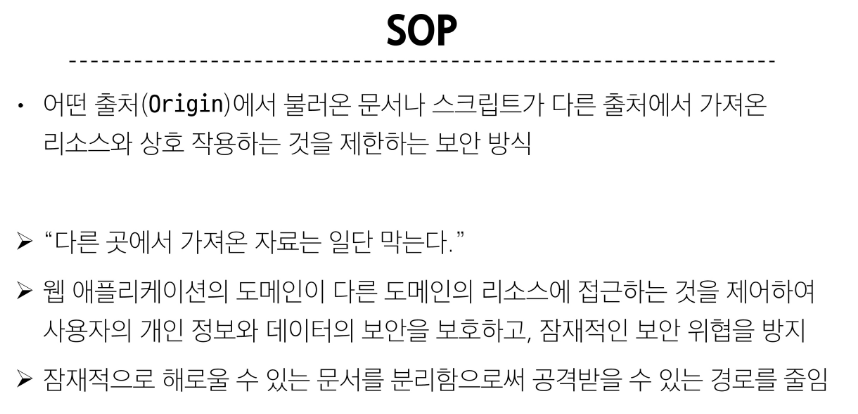 SOP
• 어떤 출처(Origin)에서 불러온 문서나 스크립트가 다른 출처에서 가져온
리소스와 상호 작용하는 것을 제한하는 보안 방식
➢ “다른 곳에서 가져온 자료는 일단 막는다.”
➢ 웹 애플리케이션의 도메인이 다른 도메인의 리소스에 접근하는 것을 제어하여
사용자의 개인 정보와 데이터의 보안을 보호하고, 잠재적인 보안 위협을 방지
➢ 잠재적으로 해로울 수 있는 문서를 분리함으로써 공격받을 수 있는 경로를 줄임